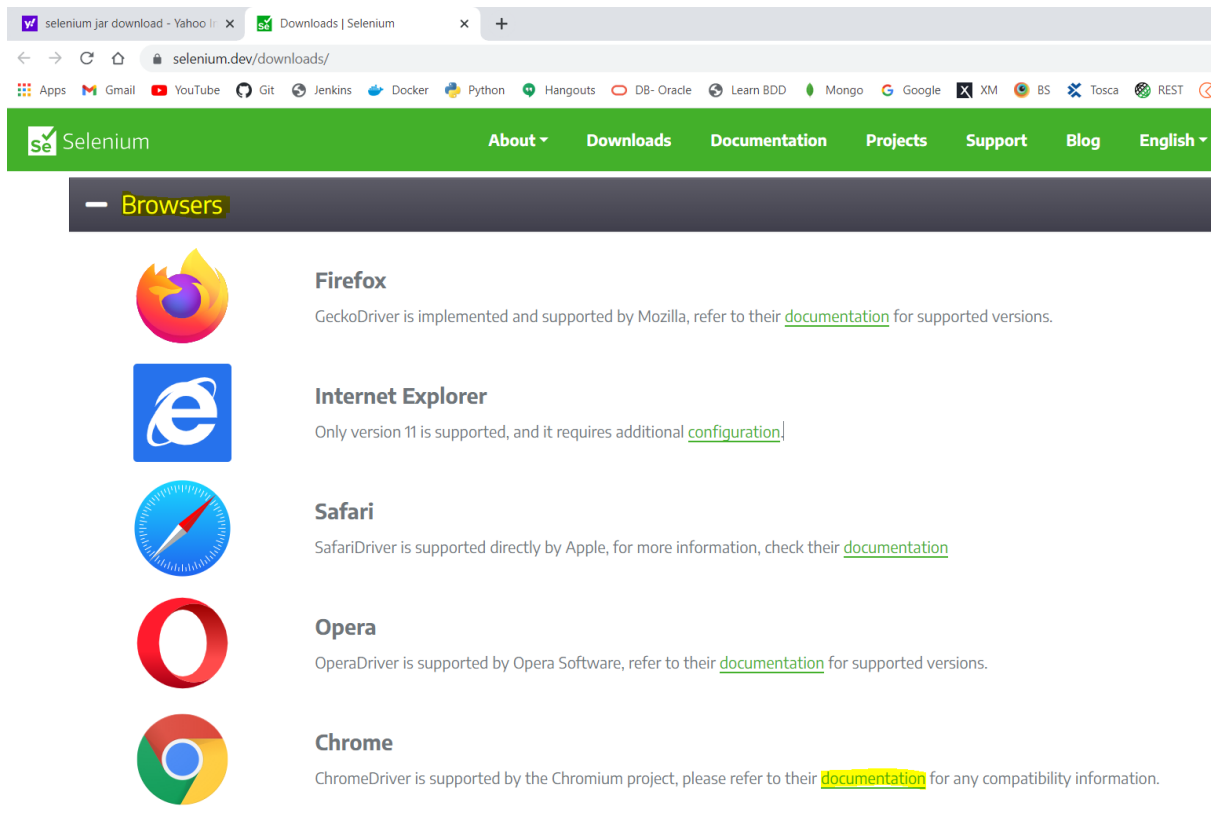 selenium jar download - Yahoo In
Downloads | Selenium
selenium.dev/downloads/
Apps Gmail YouTube Git Jenkins Docker Python Hangouts DB- Oracle Learn BDD Mongo Google XM BS Tosca REST
Se Selenium About Downloads Documentation Projects Support Blog English
Browsers
Firefox
GeckoDriver is implemented and supported by Mozilla, refer to their documentation for supported versions.
Internet Explorer
Only version 11 is supported, and it requires additional configuration.
Safari
SafariDriver is supported directly by Apple, for more information, check their documentation
Opera
OperaDriver is supported by Opera Software, refer to their documentation for supported versions.
Chrome
ChromeDriver is supported by the Chromium project, please refer to their documentation for any compatibility information.